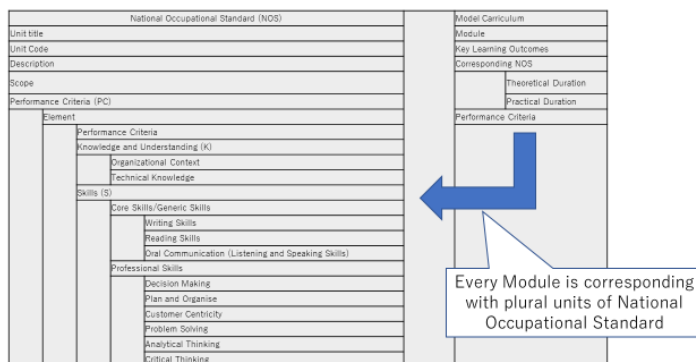 National Occupational Standard (NOS)
Unit title
Unit Code
Description
Scope
Performance Criteria (PC)
Element
Performance Criteria
Knowledge and Understanding (K)
Organizational Context
Technical Knowledge
Skills (S)
Core Skills/Generic Skills
Writing Skills
Reading Skills
Oral Communication (Listening and Speaking Skills)
Professional Skills
Decision Making
Plan and Organise
Customer Centricity
Problem Solving
Analytical Thinking
Critical Thinking
Model Carriculum
Module
Key Learning Outcomes
Corresponding NOS
Theoretical Duration
Practical Duration
Performance Criteria
Every Module is corresponding
with plural units of National
Occupational Standard